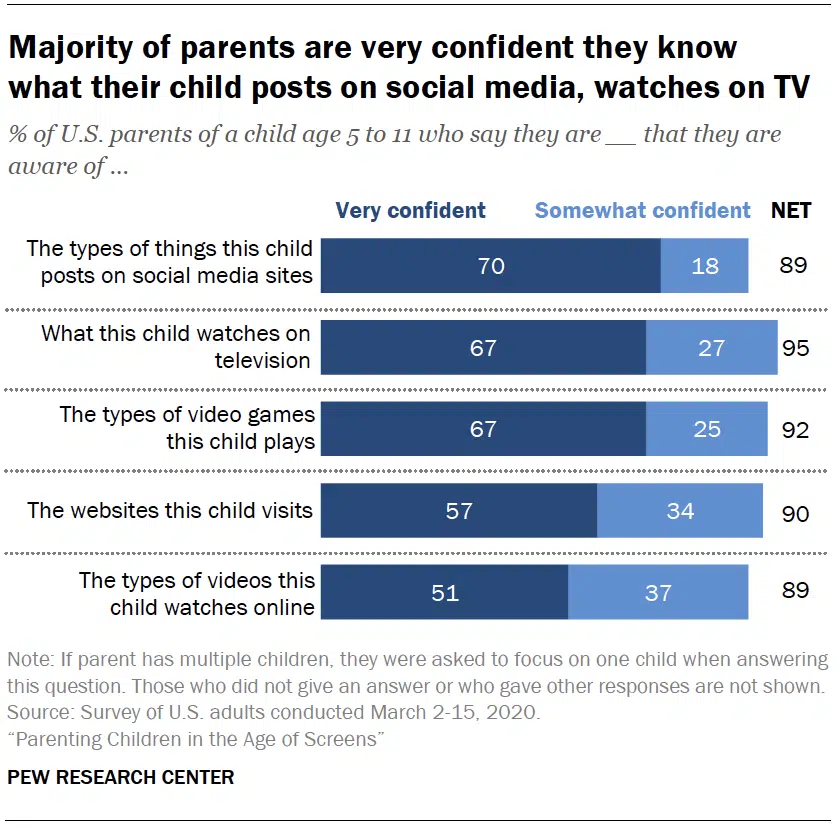 Majority of parents are very confident they know
what their child posts on social media, watches on TV
% of U.S. parents of a child age 5 to 11 who say they are __ that they are
aware of ...
Very confident Somewhat confident NET
The types of things this child
posts on social media sites
70 18 89
What this child watches on
television
67 27 95
The types of video games
this child plays
67 25 92
The websites this child visits 57 34 90
The types of videos this
child watches online
51 37 89
Note: If parent has multiple children, they were asked to focus on one child when answering
this question. Those who did not give an answer or who gave other responses are not shown.
Source: Survey of U.S. adults conducted March 2-15, 2020.
“Parenting Children in the Age of Screens”
PEW RESEARCH CENTER